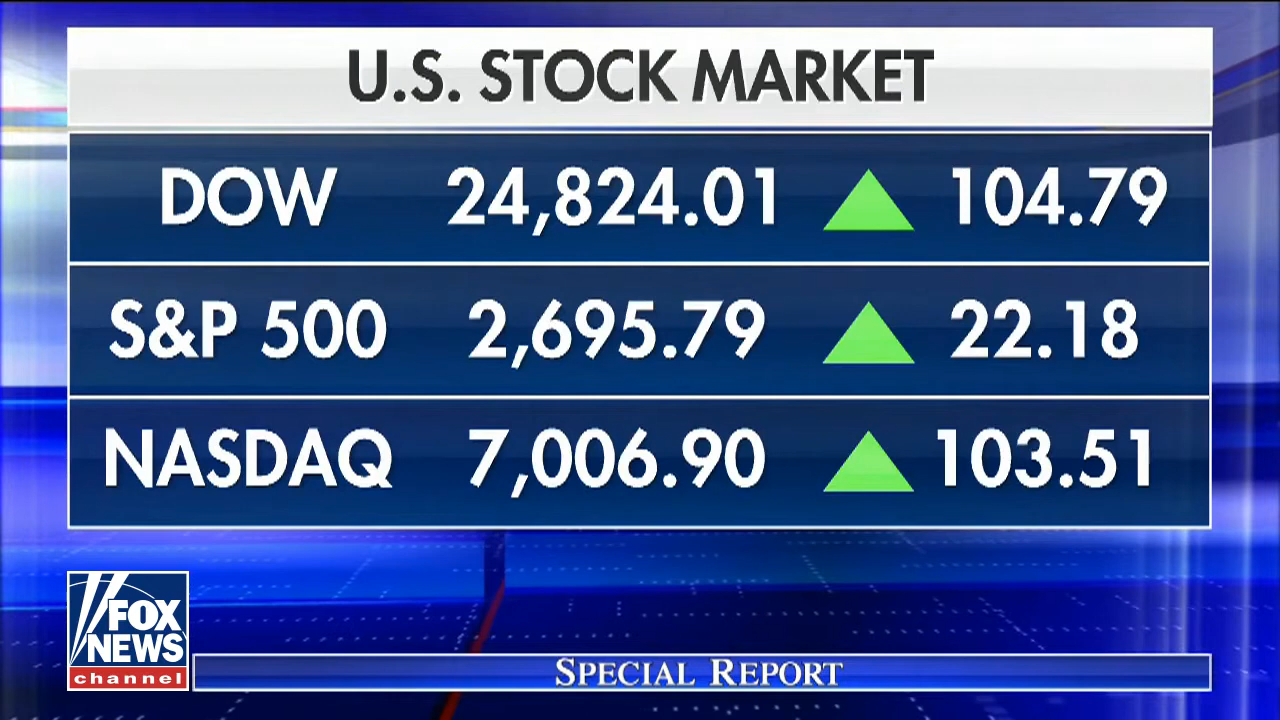 U.S. STOCK MARKET
DOW 24,824.01 104.79
S&P 500 2,695.79 22.18
NASDAQ 7,006.90 103.51
FOX
NEWS
channel
SPECIAL REPORT